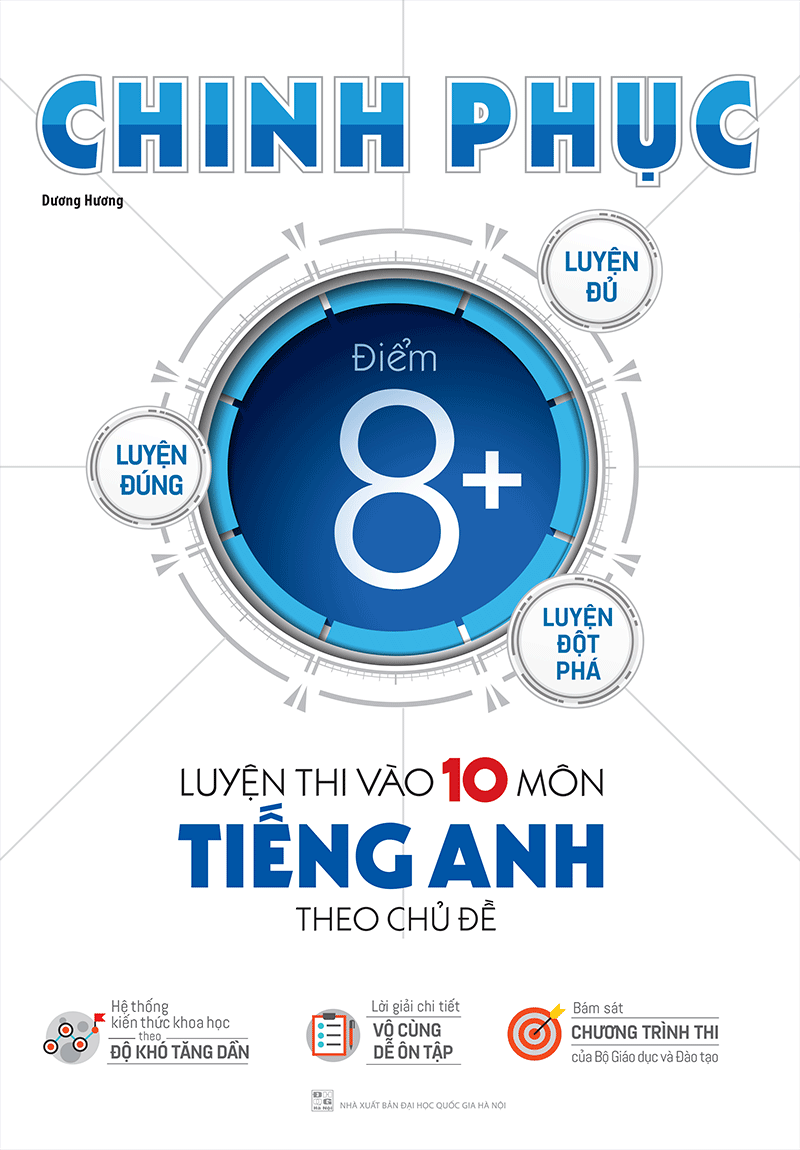 CHINH PHỤC
Dương Hương
LUYỆN
ĐỦ
Điểm
8+
LUYỆN
ĐÚNG
LUYỆN
ĐỘT
PHÁ
LUYỆN THI VÀO 10 MÔN
TIẾNG ANH
THEO CHỦ ĐỀ
Hệ thống
kiến thức khoa học
theo
ĐỘ KHÓ TĂNG DẦN
Lời giải chi tiết
VÔ CÙNG
DỄ ÔN TẬP
Bám sát
CHƯƠNG TRÌNH THI
của Bộ Giáo dục và Đào tạo
Hà Nội
NHÀ XUẤT BẢN ĐẠI HỌC QUỐC GIA HÀ NỘI